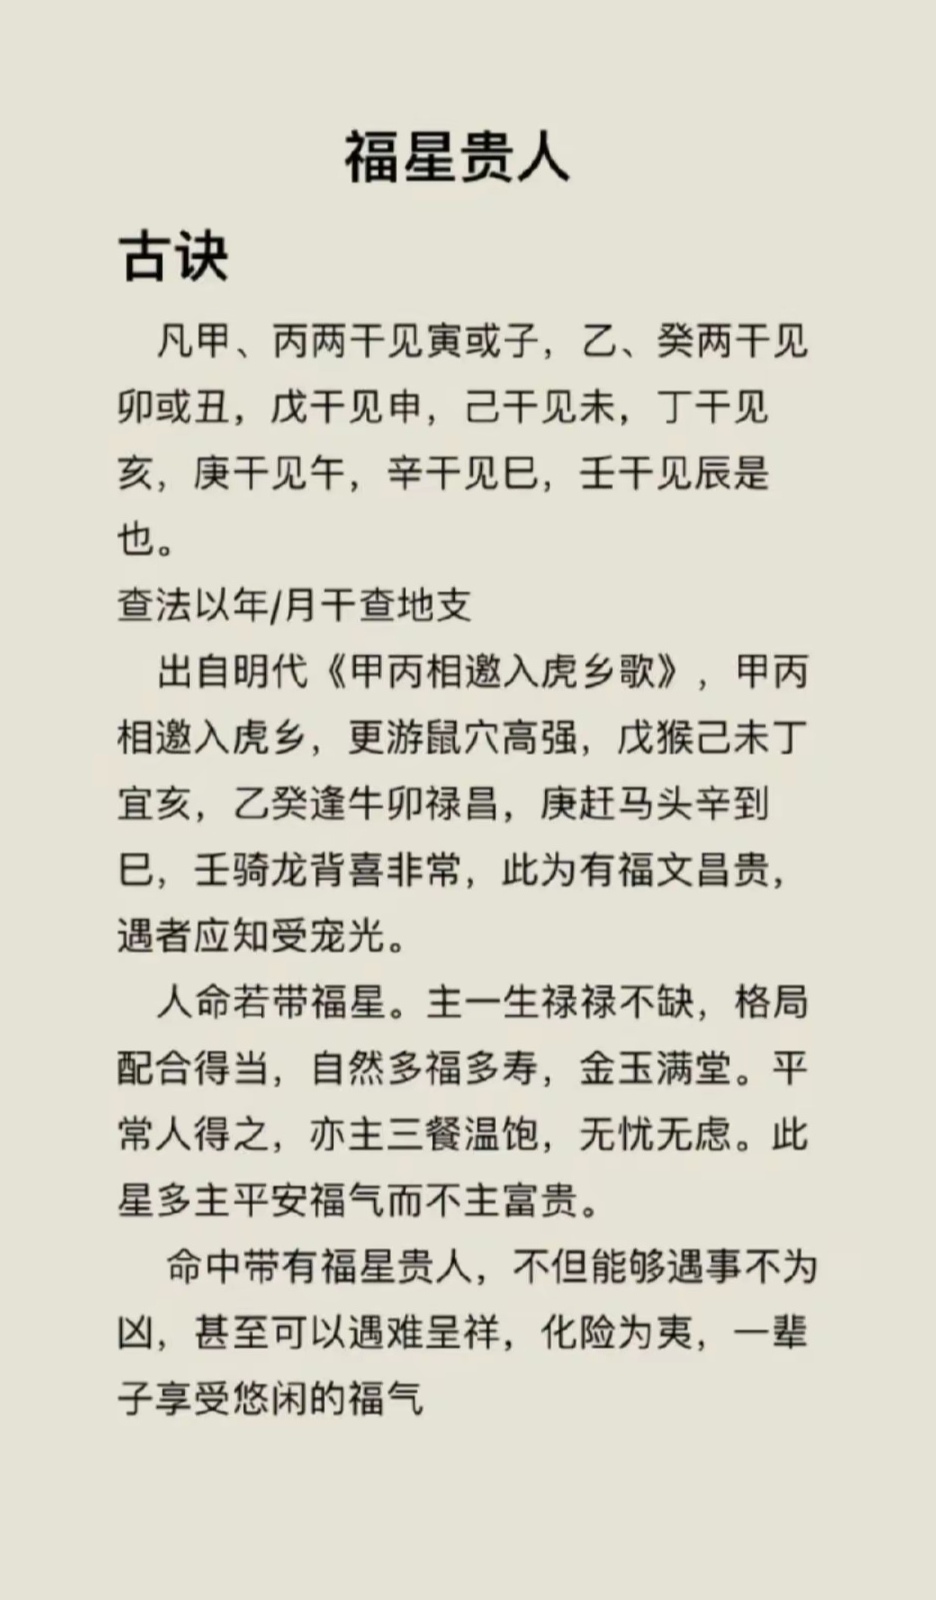 福星贵人
古诀
凡甲、丙两干见寅或子，乙、癸两干见
卯或丑，戊干见申，己干见未，丁干见
亥，庚干见午，辛干见巳，壬干见辰是
也。
查法以年/月干查地支
出自明代《甲丙相邀入虎乡歌》，甲丙
相邀入虎乡，更游鼠穴高强，戊猴己未丁
宜亥，乙癸逢牛卯禄昌，庚赶马头辛到
巳，壬骑龙背喜非常，此为有福文昌贵，
遇者应知受宠光。
人命若带福星。主一生禄禄不缺，格局
配合得当，自然多福多寿，金玉满堂。平
常人得之，亦主三餐温饱，无忧无虑。此
星多主平安福气而不主富贵。
命中带有福星贵人，不但能够遇事不为
凶，甚至可以遇难呈祥，化险为夷，一辈
子享受悠闲的福气